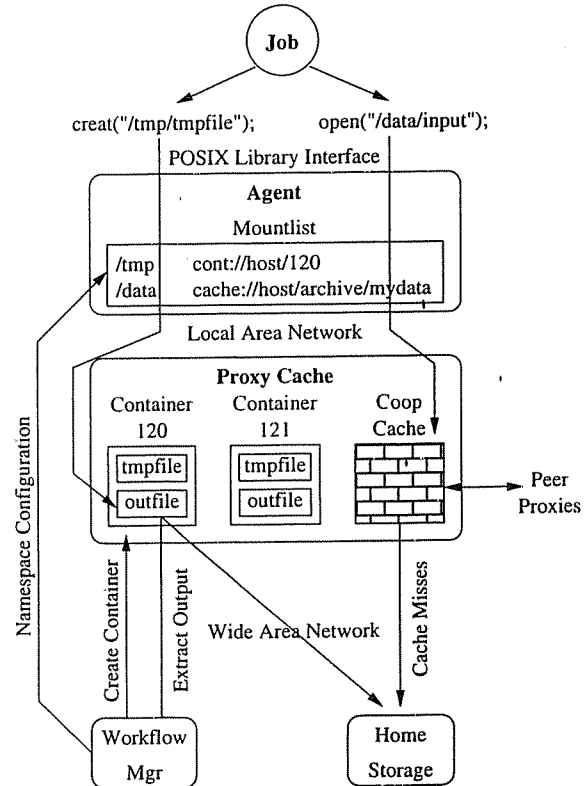 Job
creat("/tmp/tmpfile");
open("/data/input");
POSIX Library Interface
Agent
Mountlist
/tmp cont://host/120
/data cache://host/archive/mydata
Local Area Network
Proxy Cache
Container
120
tmpfile
outfile
Container
121
tmpfile
outfile
Coop
Cache
Peer
Proxies
Namespace Configuration
Create Container
Extract Output
Wide Area Network
Cache Misses
Workflow
Mgr
Home
Storage